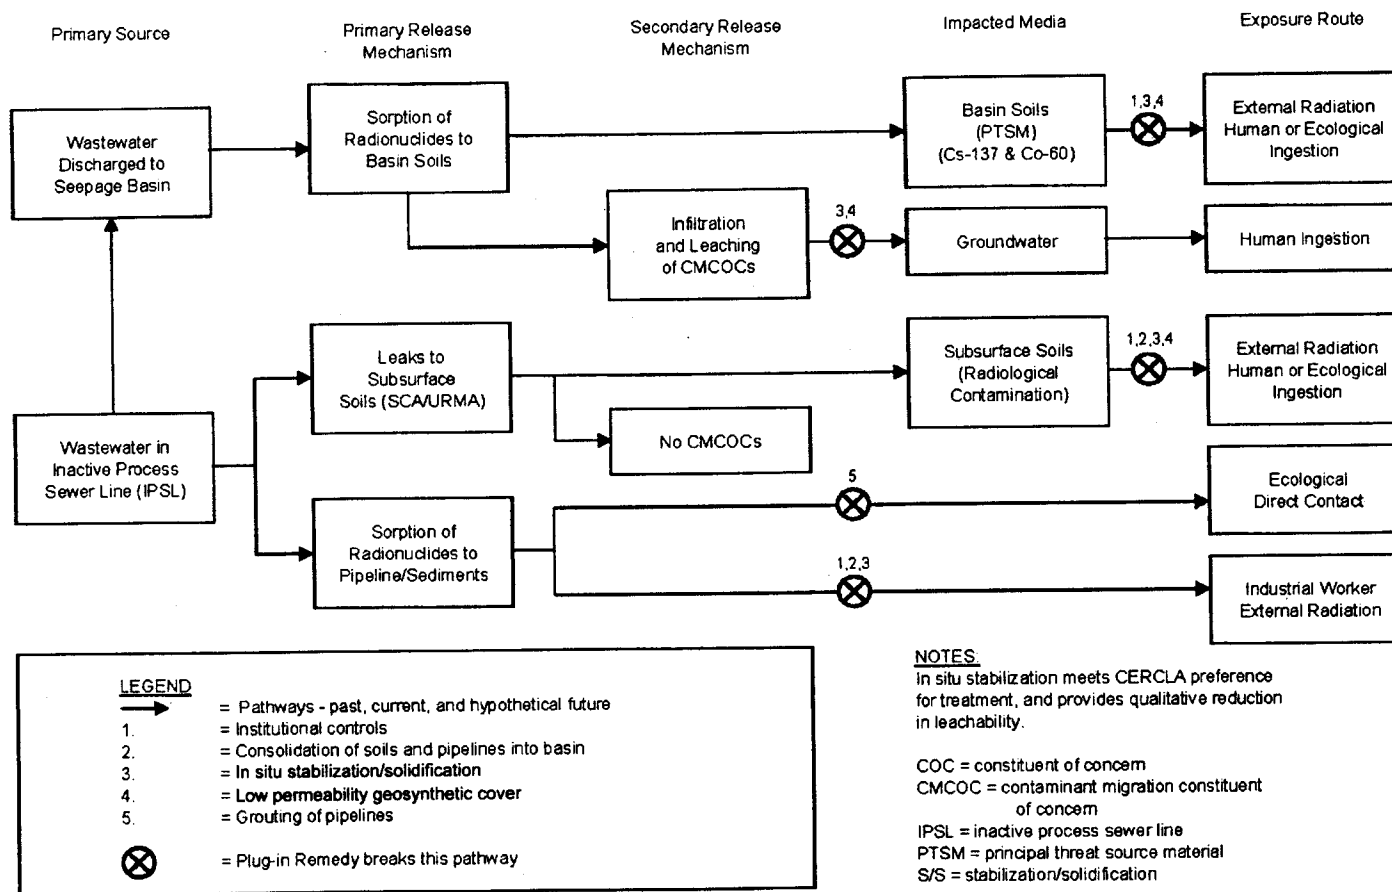 Primary Source
Primary Release
Mechanism
Secondary Release
Mechanism
Impacted Media
Exposure Route
Wastewater
Discharged to
Seepage Basin
Sorption of
Radionuclides to
Basin Soils
Basin Soils
(PTSM)
(Cs-137 & Co-60)
1,3,4
External Radiation
Human or Ecological
Ingestion
Infiltration
and Leaching
of CMCOCs
3,4
Groundwater
Human Ingestion
Leaks to
Subsurface
Soils (SCA/URMA)
Subsurface Soils
(Radiological
Contamination)
1,2,3,4
External Radiation
Human or Ecological
Ingestion
No CMCOCs
Wastewater in
Inactive Process
Sewer Line (IPSL)
Sorption of
Radionuclides to
Pipeline/Sediments
5
Ecological
Direct Contact
1,2,3
Industrial Worker
External Radiation
LEGEND
= Pathways - past, current, and hypothetical future
1. = Institutional controls
2. = Consolidation of soils and pipelines into basin
3. = In situ stabilization/solidification
4. = Low permeability geosynthetic cover
5. = Grouting of pipelines
= Plug-in Remedy breaks this pathway
NOTES:
In situ stabilization meets CERCLA preference
for treatment, and provides qualitative reduction
in leachability.
COC = constituent of concern
CMCOC = contaminant migration constituent
of concern
IPSL = inactive process sewer line
PTSM = principal threat source material
S/S = stabilization/solidification